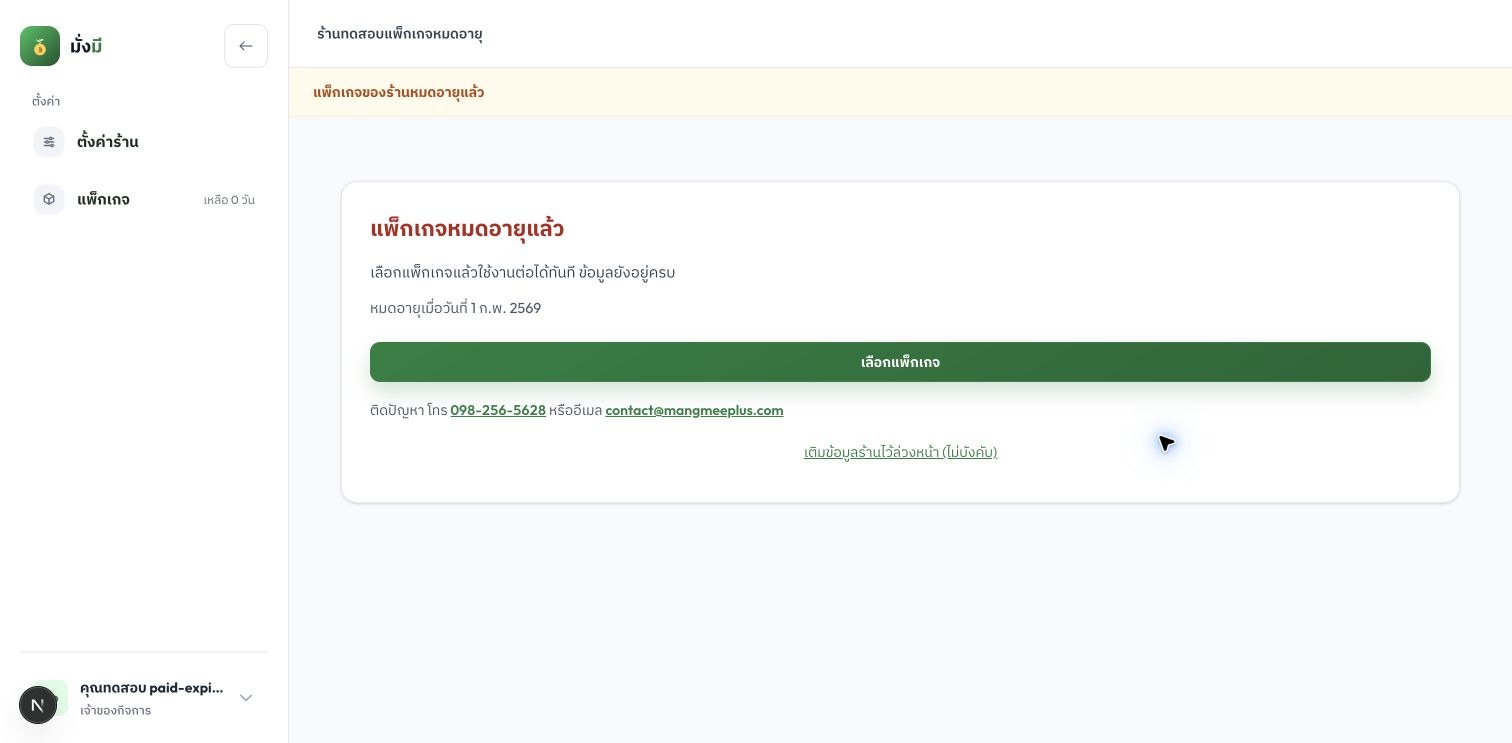 มั่งมี
ตั้งค่า
ตั้งค่าร้าน
แพ็กเกจ เหลือ 0 วัน
คุณทดสอบ paid-expi...
เจ้าของกิจการ
N
ร้านทดสอบแพ็กเกจหมดอายุ
แพ็กเกจของร้านหมดอายุแล้ว
แพ็กเกจหมดอายุแล้ว
เลือกแพ็กเกจแล้วใช้งานต่อได้ทันที ข้อมูลยังอยู่ครบ
หมดอายุเมื่อวันที่ 1 ก.พ. 2569
เลือกแพ็กเกจ
ติดปัญหา โทร 098-256-5628 หรืออีเมล contact@mangmeeplus.com
เติมข้อมูลร้านไว้ล่วงหน้า (ไม่บังคับ)